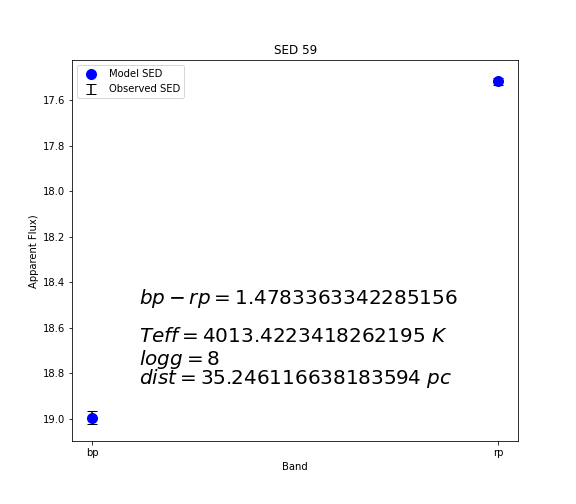 SED 59
Model SED
Observed SED
17.6
17.8
18.0
18.2
18.4
18.6
18.8
19.0
Apparent Flux)
bp − rp = 1.4783363342285156
Teff = 4013.4223418262195 K
logg = 8
dist = 35.246116638183594 pc
bp
rp
Band